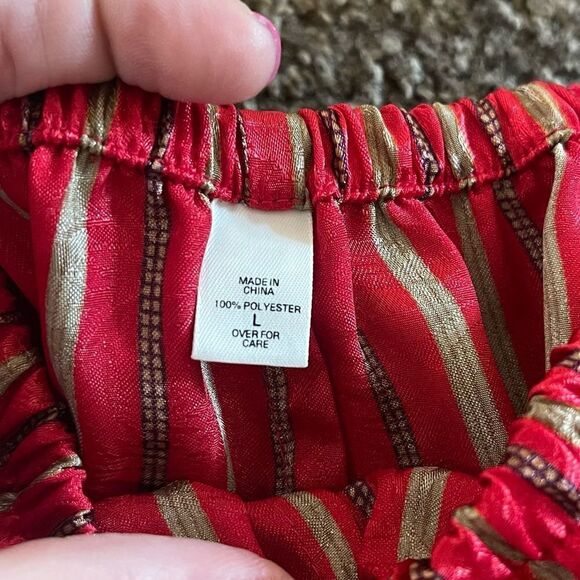 MADE IN
CHINA
100% POLYESTER
L
OVER FOR
CARE